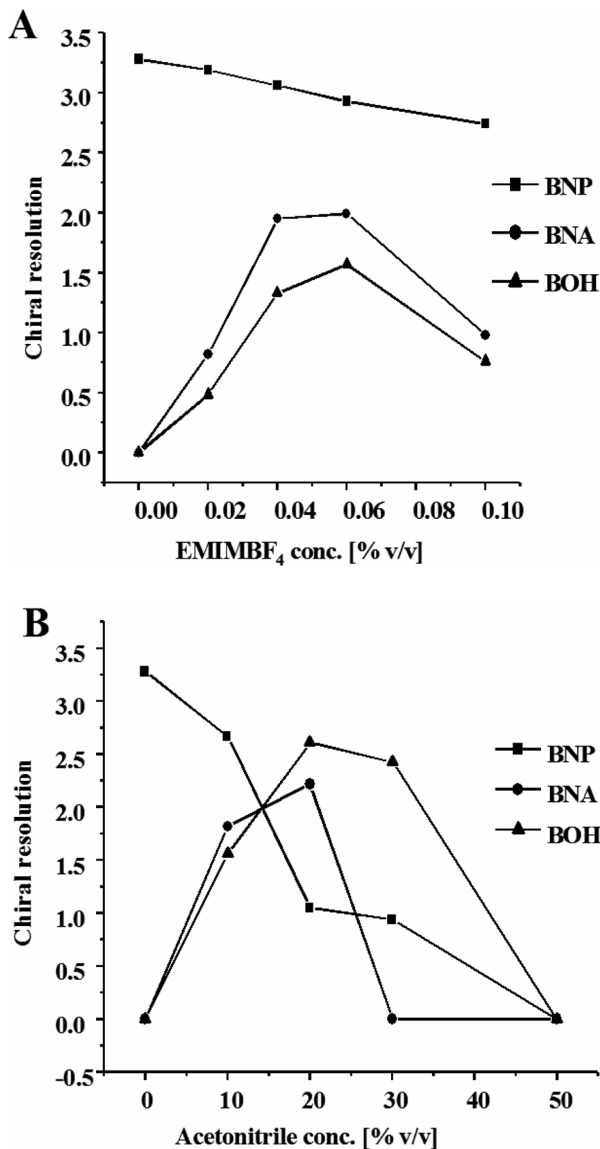 A
3.5
3.0
2.5
2.0
1.5
1.0
0.5
0.0
Chiral resolution
BNP
BNA
BOH
0.00 0.02 0.04 0.06 0.08 0.10
EMIMBF₄ conc. [% v/v]
B
3.5
3.0
2.5
2.0
1.5
1.0
0.5
0.0
-0.5
Chiral resolution
BNP
BNA
BOH
0 10 20 30 40 50
Acetonitrile conc. [% v/v]